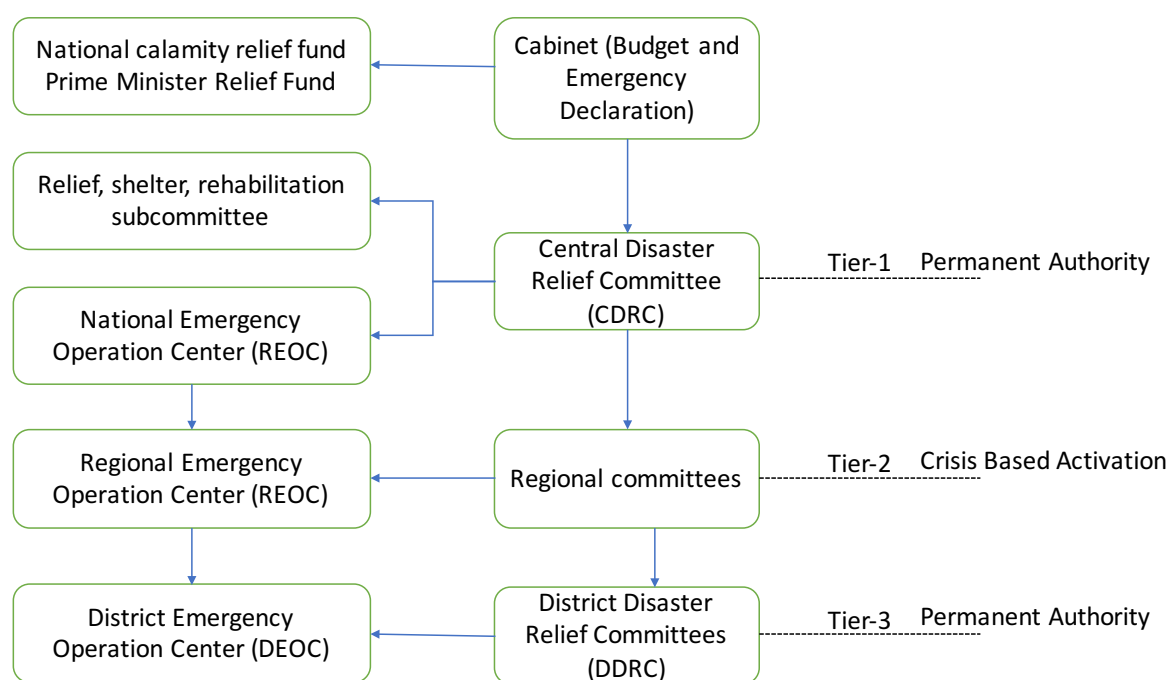 National calamity relief fund
Prime Minister Relief Fund
Cabinet (Budget and
Emergency
Declaration)
Relief, shelter, rehabilitation
subcommittee
Central Disaster
Relief Committee
(CDRC)
Tier-1 Permanent Authority
National Emergency
Operation Center (REOC)
Regional Emergency
Operation Center (REOC)
Regional committees
Tier-2 Crisis Based Activation
District Emergency
Operation Center (DEOC)
District Disaster
Relief Committees
(DDRC)
Tier-3 Permanent Authority